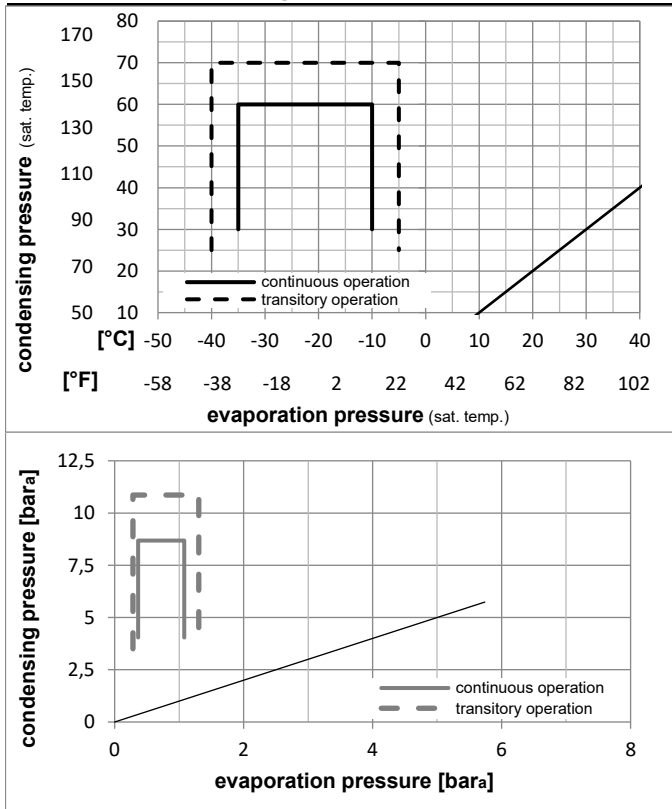 condensing pressure (sat. temp.)
170 80
70
150
60
130
50
110
40
90
30
70
20
50 10
continuous operation
transitory operation
[°C] -50 -40 -30 -20 -10 0 10 20 30 40
[°F] -58 -38 -18 2 22 42 62 82 102
evaporation pressure (sat. temp.)
condensing pressure [bara]
12,5
10
7,5
5
2,5
0
continuous operation
transitory operation
0 2 4 6 8
evaporation pressure [bara]